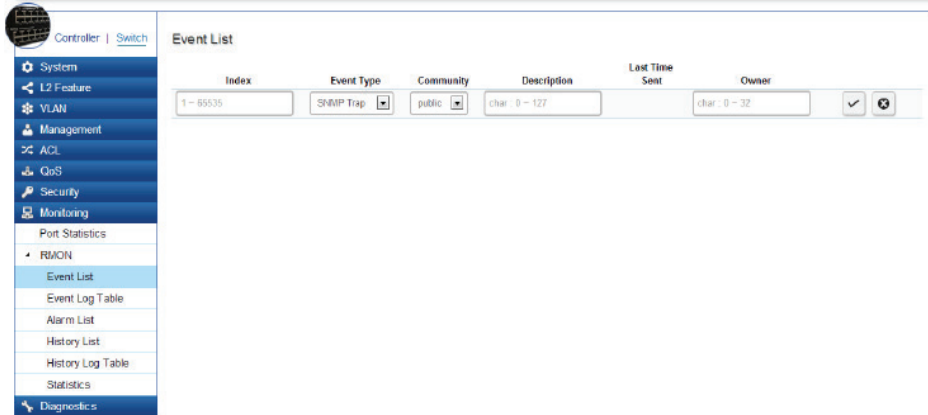 Controller | Switch
Event List
System
L2 Feature
VLAN
Management
ACL
QoS
Security
Monitoring
Port Statistics
RMON
Event List
Event Log Table
Alarm List
History List
History Log Table
Statistics
Diagnostics
Index Event Type Community Description Last Time Sent Owner
1 ~ 65535 SNMP Trap public char : 0 ~ 127 char : 0 ~ 32